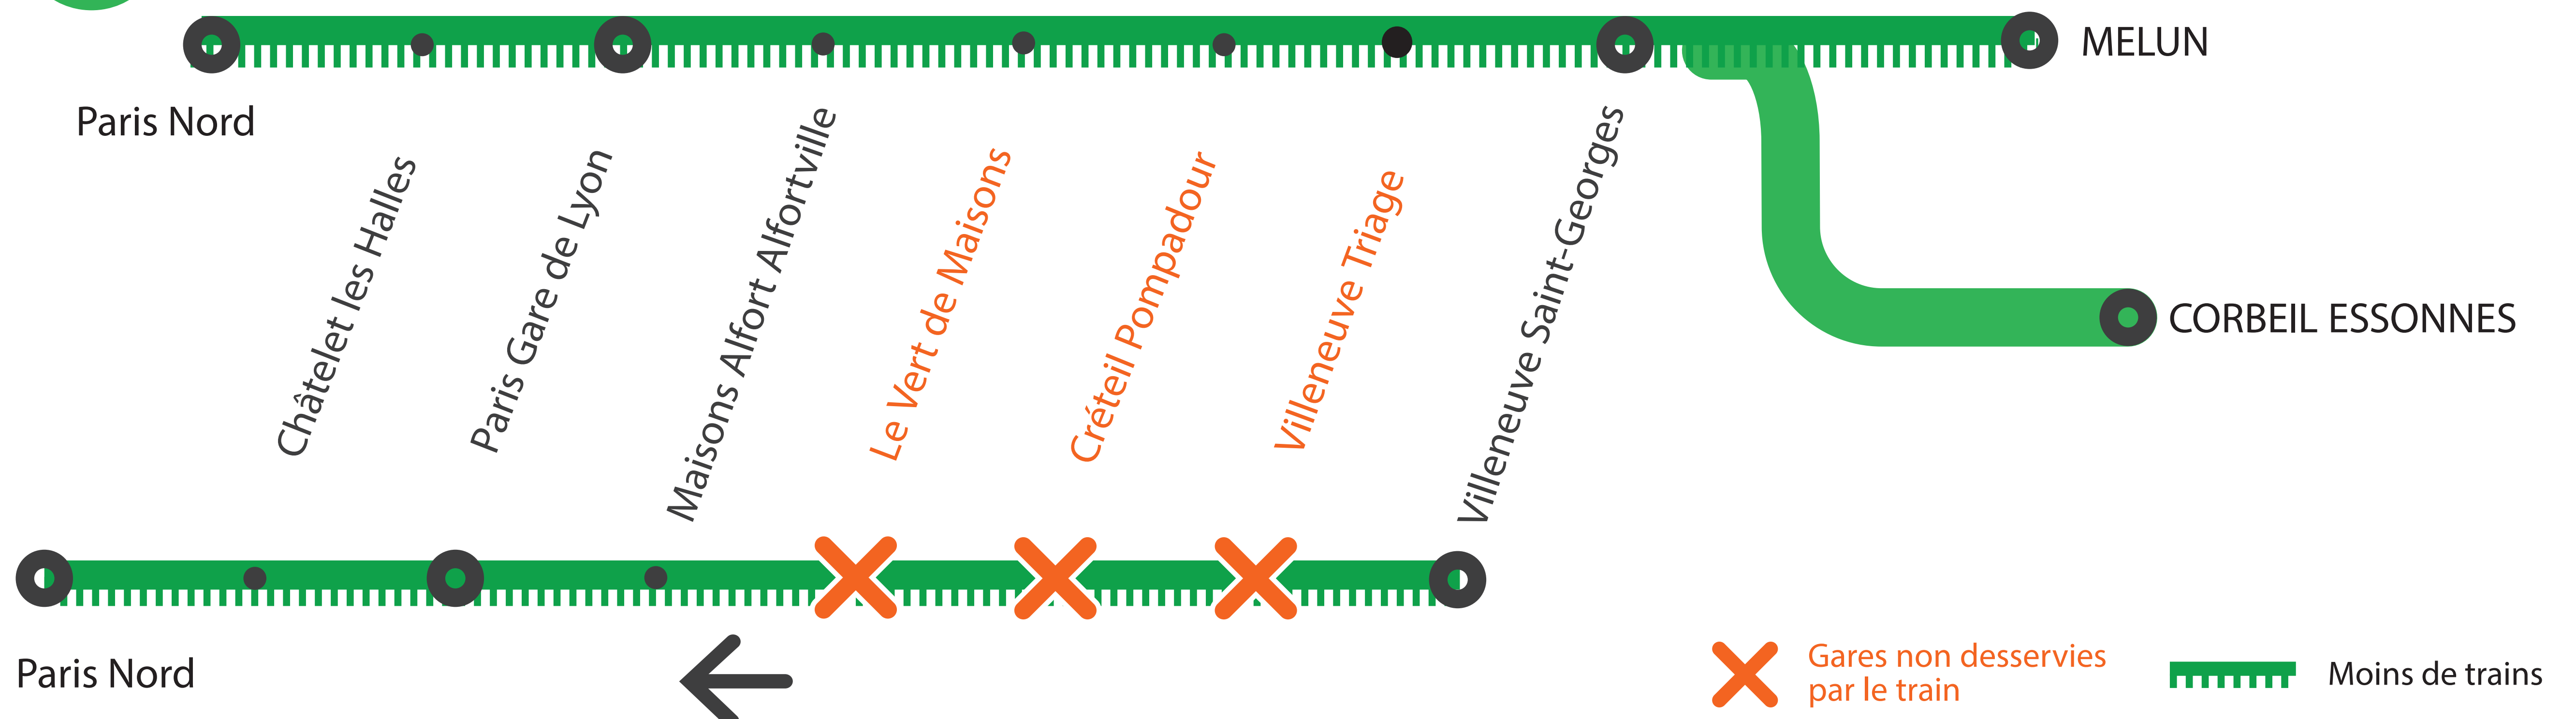 MELUN
Paris Nord
Châtelet les Halles
Paris Gare de Lyon
Maisons Alfort Alfortville
Le Vert de Maisons
Créteil Pompadour
Villeneuve Triage
Villeneuve Saint-Georges
CORBEIL ESSONNES
Paris Nord
Gares non desservies
par le train
Moins de trains